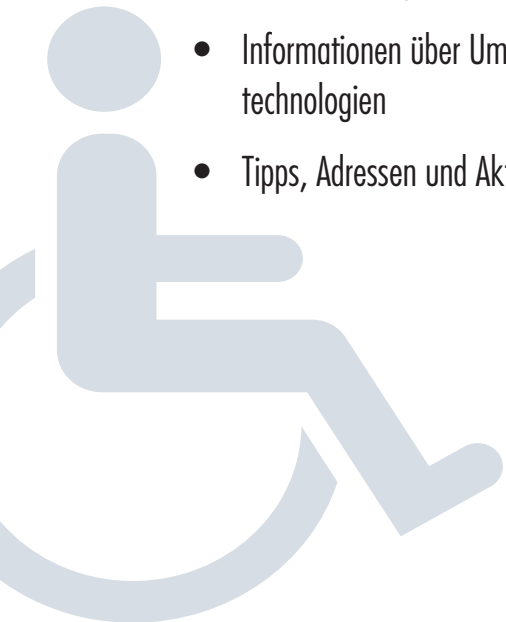 • Informationen über Um
technologien
• Tipps, Adressen und Ak